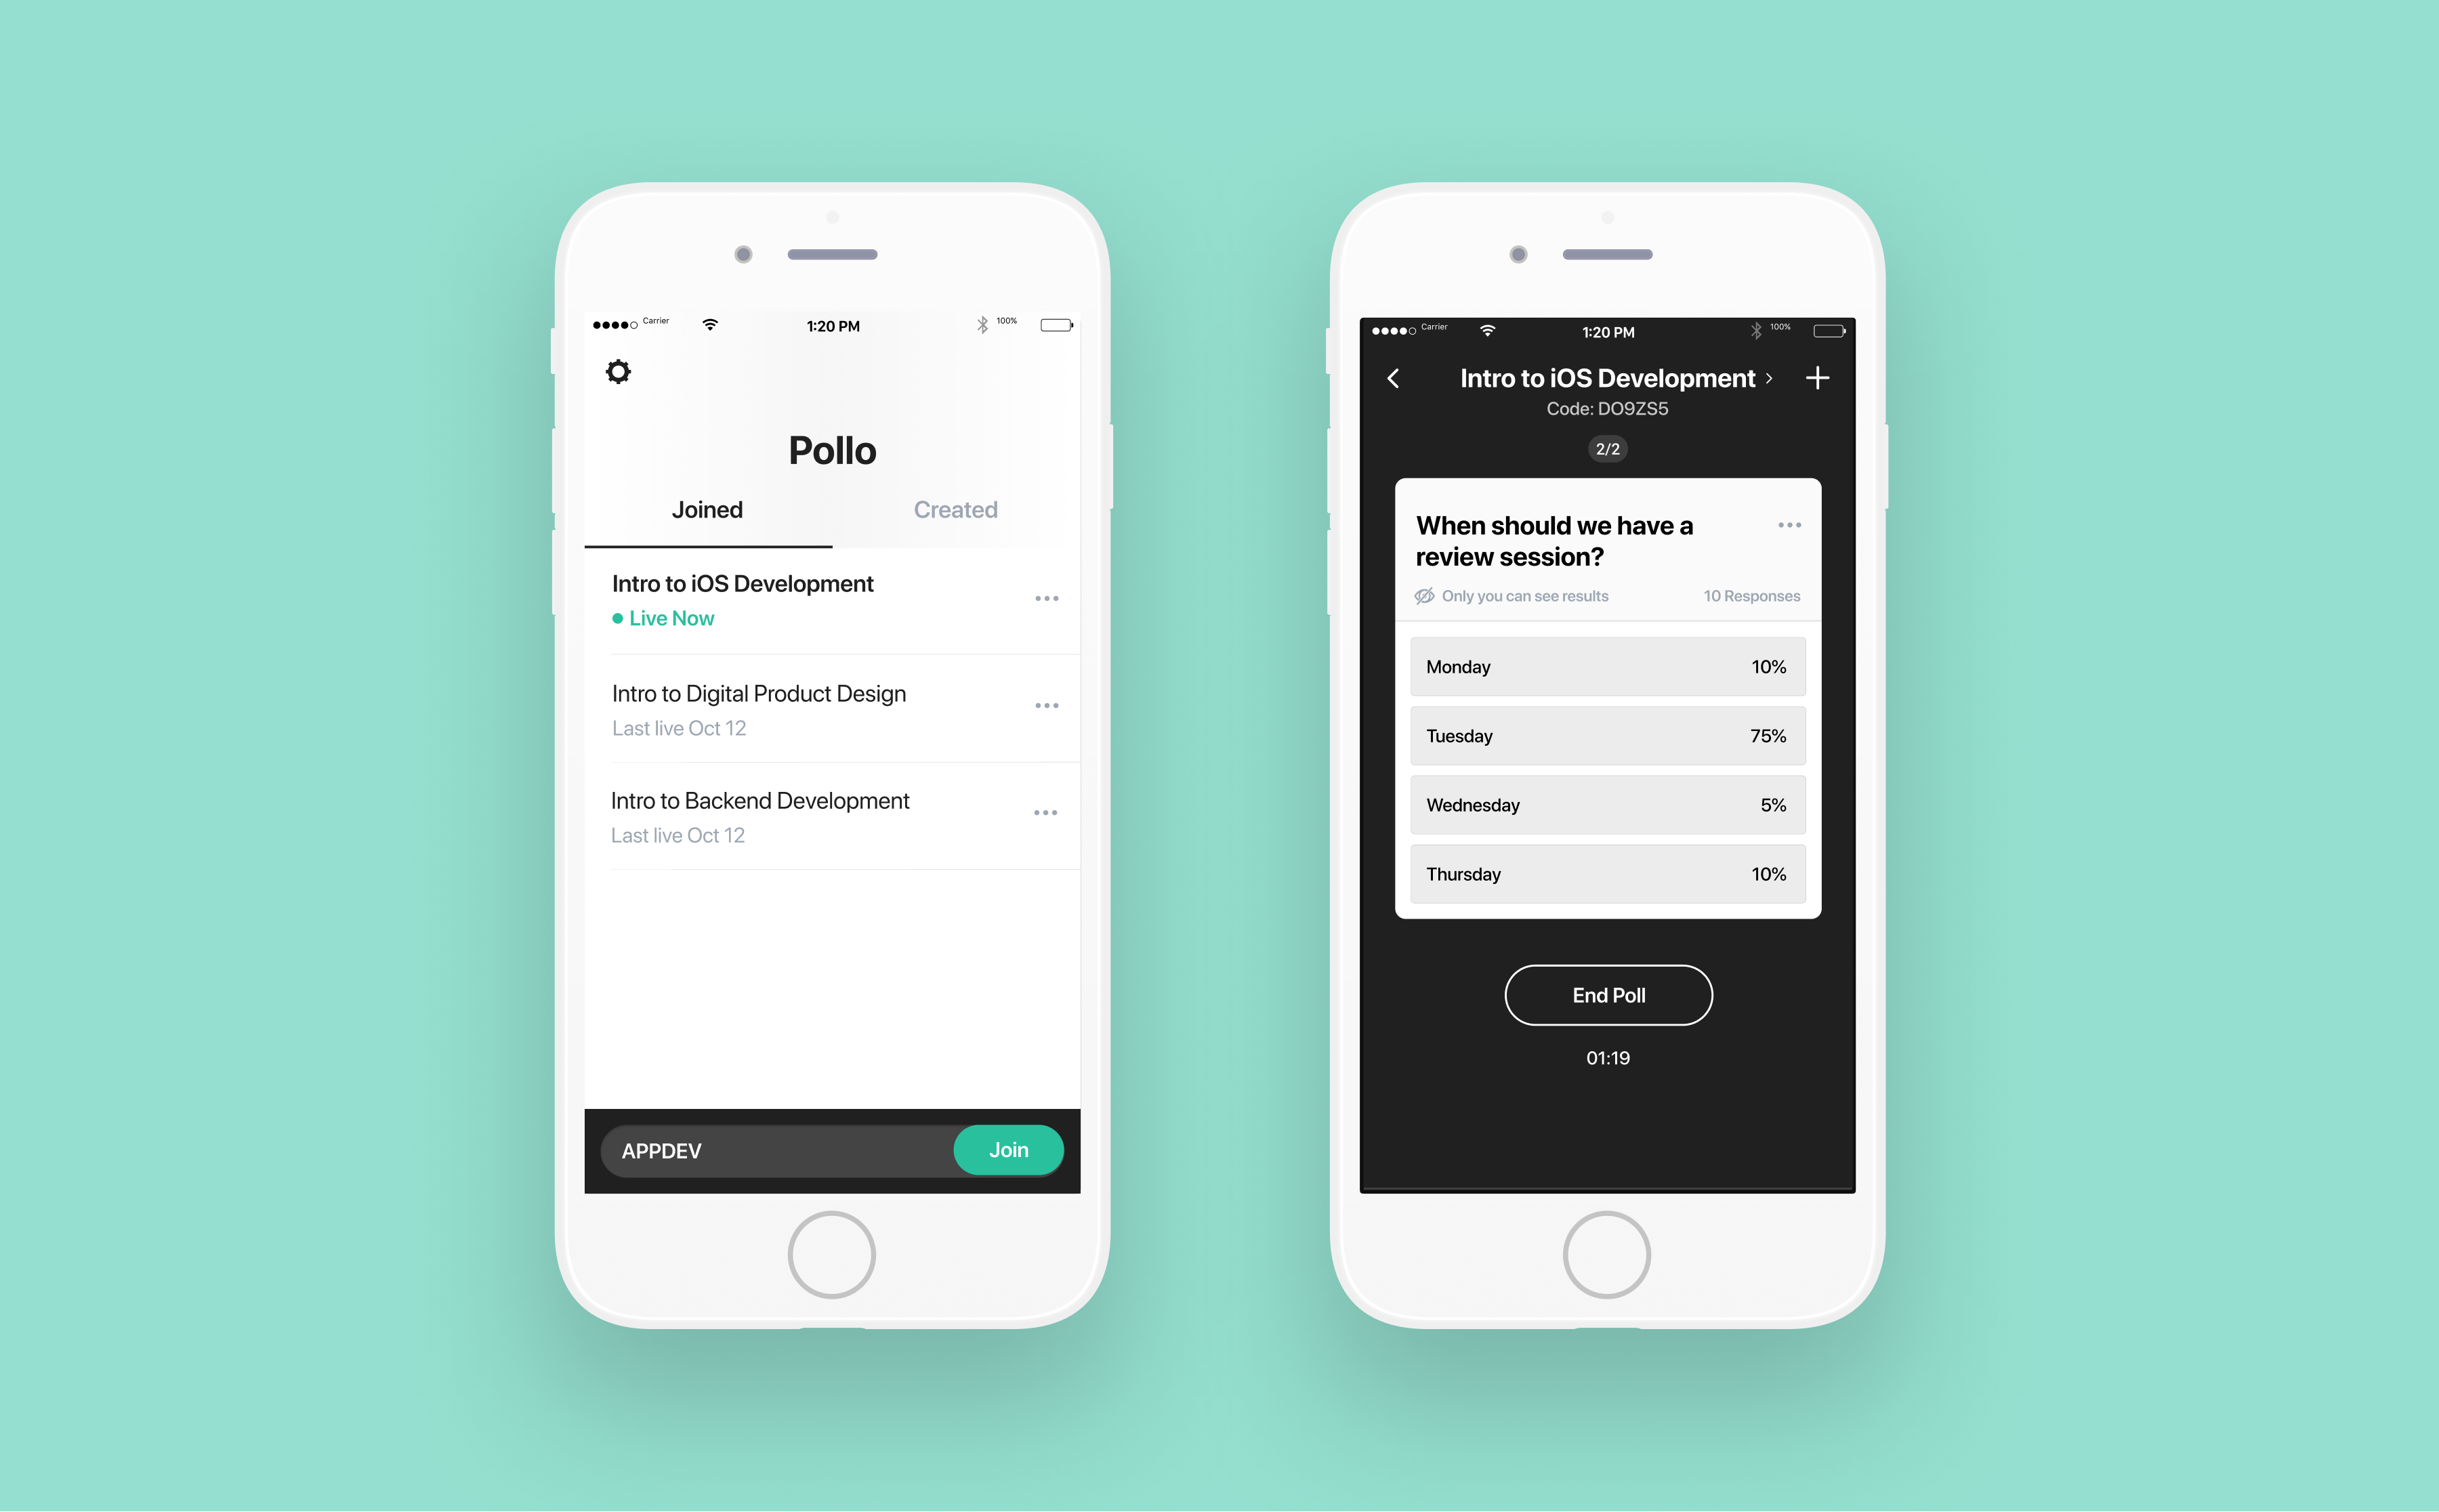 Carrier 1:20 PM 100%
Pollo
Joined Created
Intro to iOS Development
Live Now
Intro to Digital Product Design
Last live Oct 12
Intro to Backend Development
Last live Oct 12
APPDEV Join
Carrier 1:20 PM 100%
Intro to iOS Development
Code: DO9ZS5
2/2
When should we have a
review session?
Only you can see results 10 Responses
Monday 10%
Tuesday 75%
Wednesday 5%
Thursday 10%
End Poll
01:19